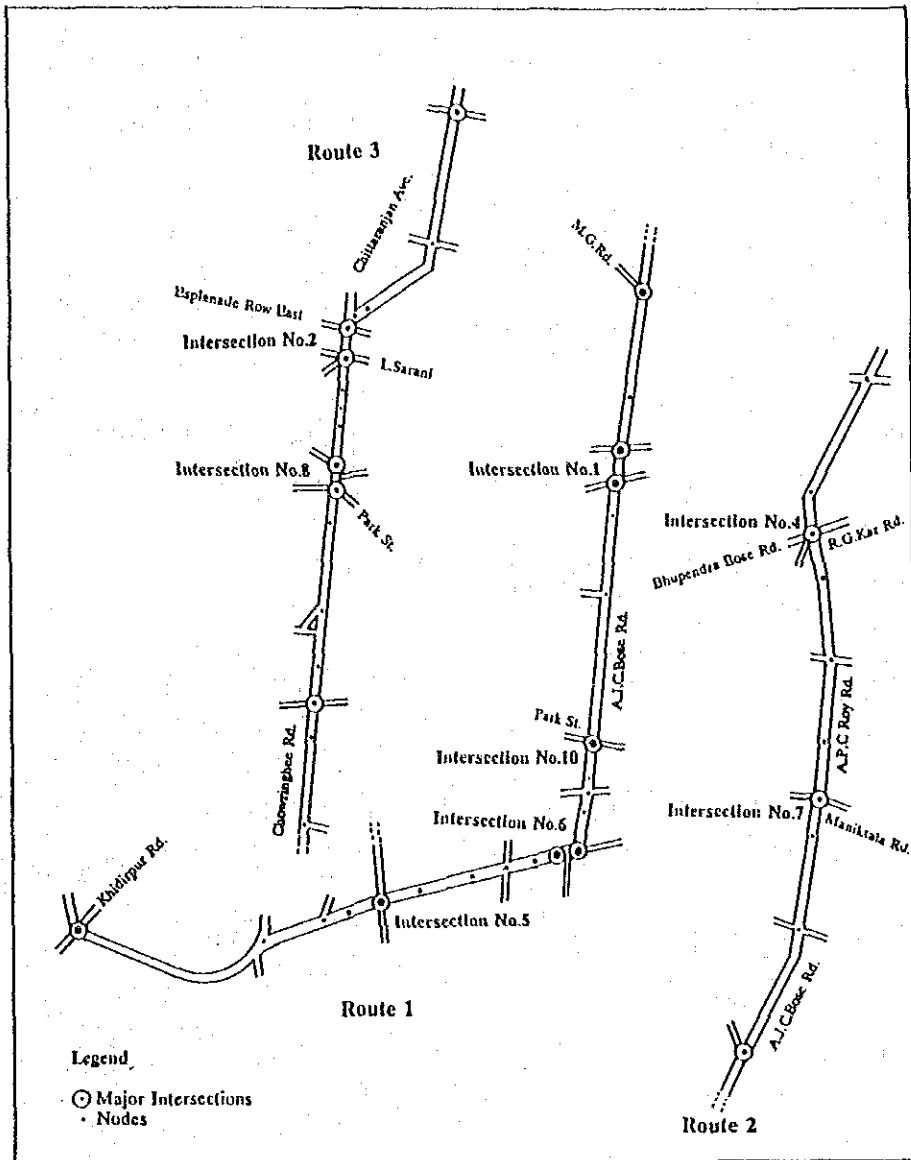 Route 3
Chittaranjan Ave.
M.G.Rd.
Esplanade Row East
Intersection No.2
L.Sarani
Intersection No.8
Intersection No.1
Park St.
Intersection No.4
R.G.Kar Rd.
Bhupendra Bose Rd.
A.J.C.Bose Rd.
A.P.C Roy Rd.
Park St.
Intersection No.10
Chowringhee Rd.
Intersection No.6
Intersection No.7
Maniktala Rd.
Khidirpur Rd.
Intersection No.5
A.J.C.Bose Rd.
Route 1
Legend
Major Intersections
Nodes
Route 2